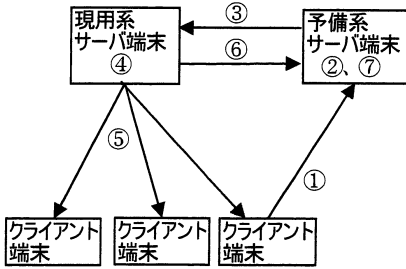 現用系
サーバ端末
④
③
⑥
予備系
サーバ端末
②、⑦
⑤
①
クライアント
端末
クライアント
端末
クライアント
端末